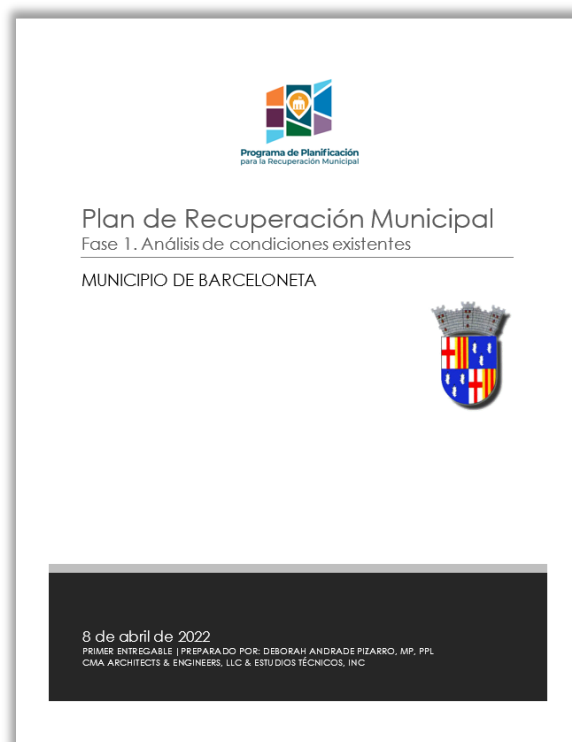 Programa de Planificación
para la Recuperación Municipal
Plan de Recuperación Municipal
Fase 1. Análisis de condiciones existentes
MUNICIPIO DE BARCELONETA
8 de abril de 2022
PRIMER ENTREGABLE | PREPARADO POR: DEBORAH ANDRADE PIZARRO, MP, PPL
CMA ARCHITECTS & ENGINEERS, LLC & ESTUDIOS TÉCNICOS, INC